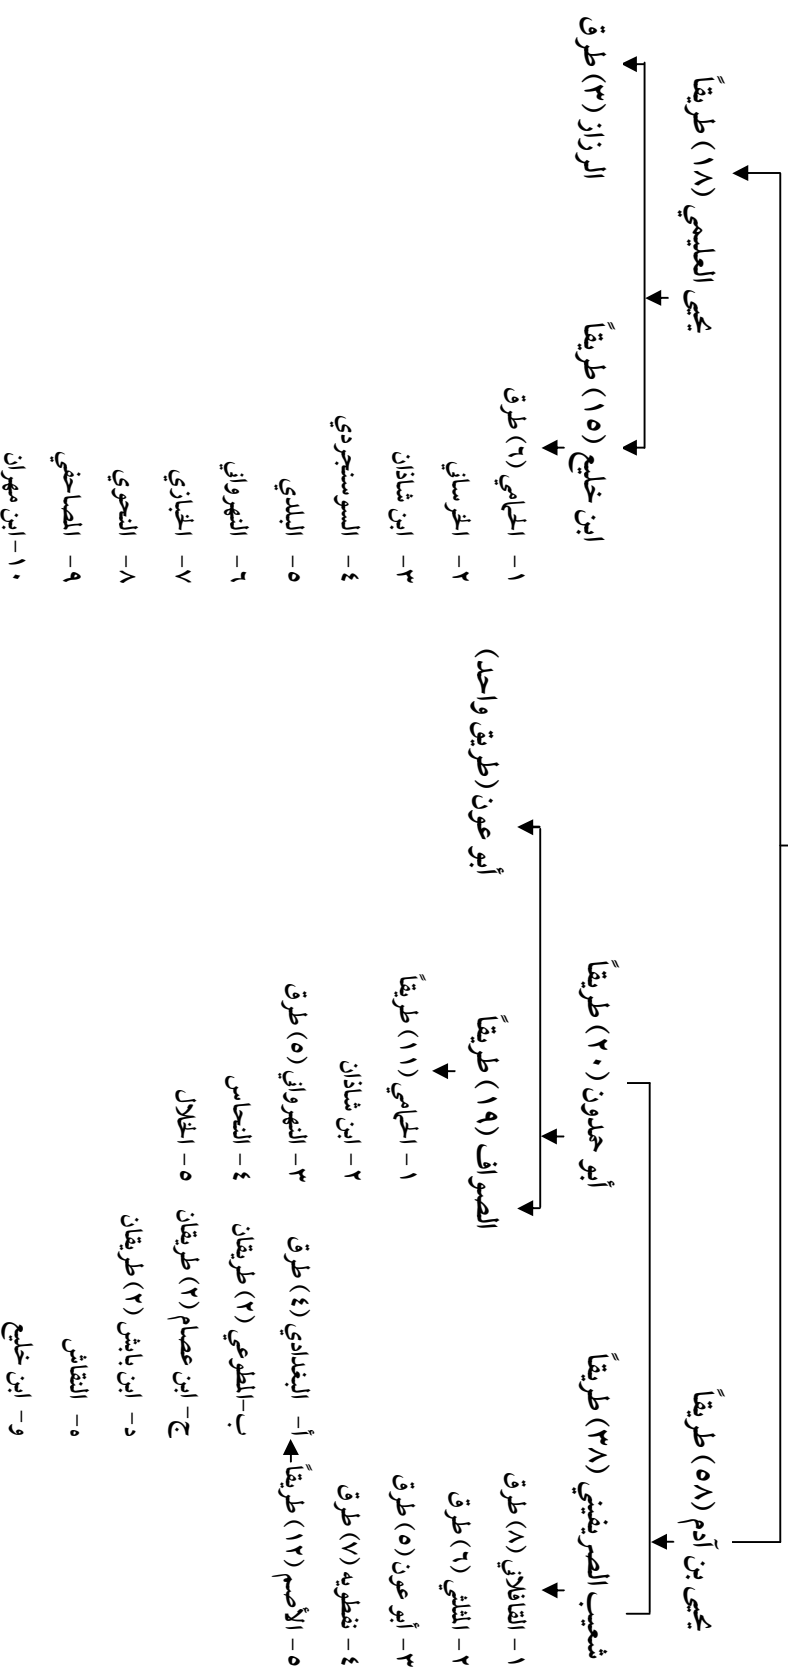 يحيى بن آدم (٥٨) طريقاً
يحيى العليمي (١٨) طريقاً
شعيب الصريفيني (٣٨) طريقاً
أبو حمدون (٢٠) طريقاً
ابن خليع (١٥) طريقاً
الرزاز (٣) طرق
١- القافلاني (٨) طرق
٢- المثلثي (٦) طرق
٣- أبو عون (٥) طرق
٤- نفطويه (٧) طرق
٥- الأصم (١٢) طريقاً
أ- البغدادي (٤) طرق
ب- المطوعي (٢) طريقان
ج- ابن عصام (٢) طريقان
د- ابن بابش (٢) طريقان
ه- النقاش
و- ابن خليع
الصواف (١٩) طريقاً
أبو عون (طريق واحد)
١- الحمامي (١١) طريقاً
٢- ابن شاذان
٣- النهرواني (٥) طرق
٤- النحاس
٥- الخلال
١- الحمامي (٦) طرق
٢- الخرساني
٣- ابن شاذان
٤- السوسنجردي
٥- البلدي
٦- النهرواني
٧- الخبازي
٨- النحوي
٩- المصاحفي
١٠- ابن مهران